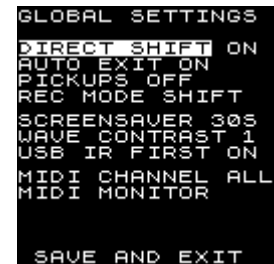 GLOBAL SETTINGS
DIRECT SHIFT ON
AUTO EXIT ON
PICKUPS OFF
REC MODE SHIFT
SCREENSAVER 30S
WAVE CONTRAST 1
USB IR FIRST ON
MIDI CHANNEL ALL
MIDI MONITOR
SAVE AND EXIT